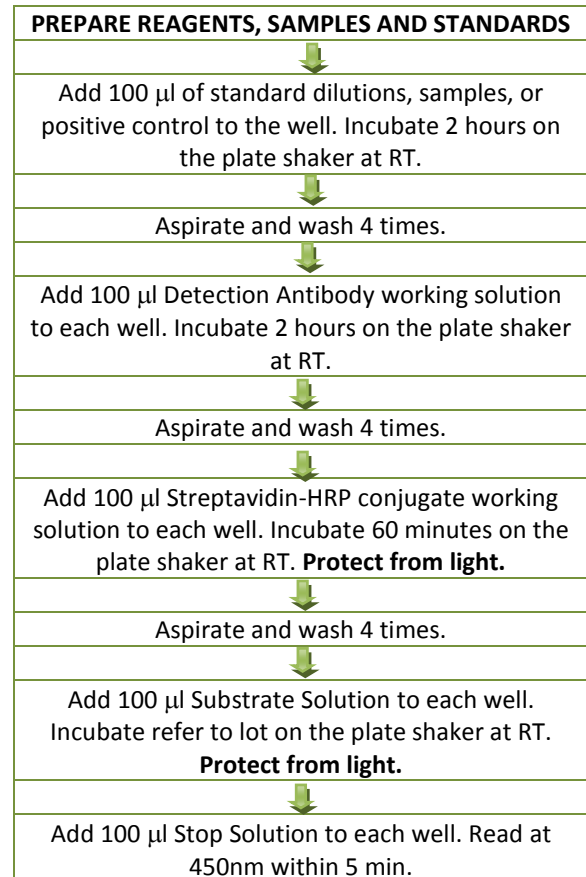 PREPARE REAGENTS, SAMPLES AND STANDARDS
Add 100 μl of standard dilutions, samples, or
positive control to the well. Incubate 2 hours on
the plate shaker at RT.
Aspirate and wash 4 times.
Add 100 μl Detection Antibody working solution
to each well. Incubate 2 hours on the plate shaker
at RT.
Aspirate and wash 4 times.
Add 100 μl Streptavidin-HRP conjugate working
solution to each well. Incubate 60 minutes on the
plate shaker at RT. Protect from light.
Aspirate and wash 4 times.
Add 100 μl Substrate Solution to each well.
Incubate refer to lot on the plate shaker at RT.
Protect from light.
Add 100 μl Stop Solution to each well. Read at
450nm within 5 min.